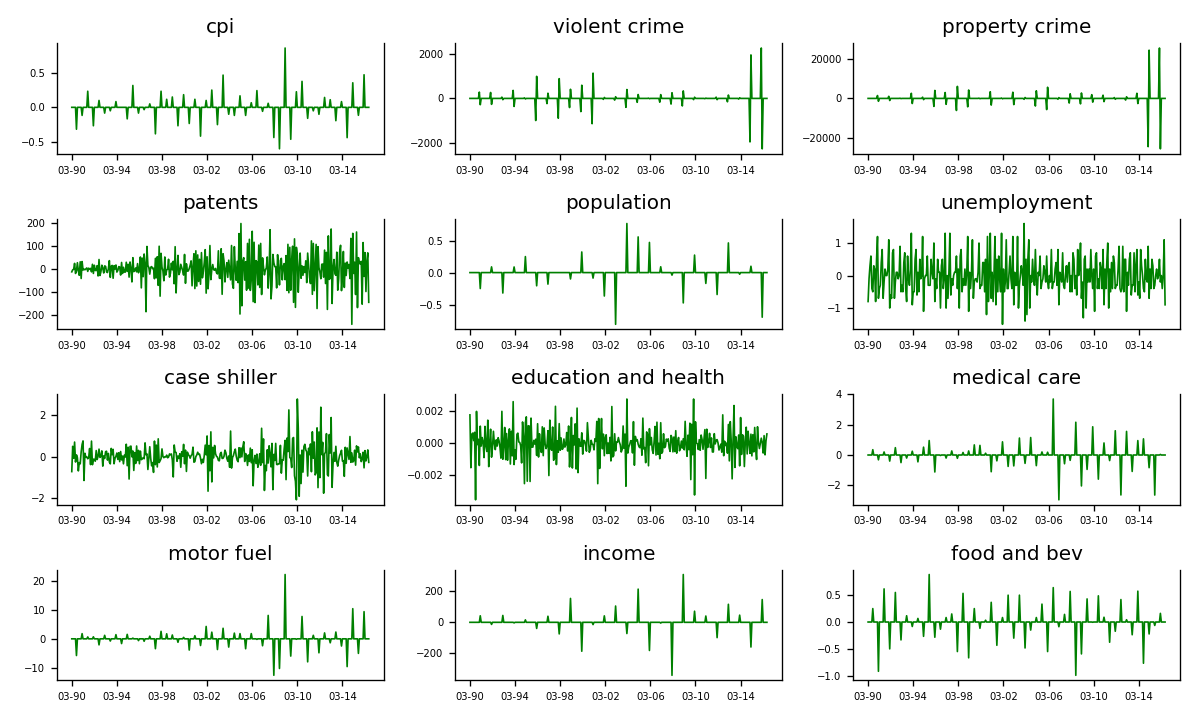 cpi violent crime property crime
0.5 2000 20000
0.0 0 0
−0.5 −2000 −20000
03-90 03-94 03-98 03-02 03-06 03-10 03-14 03-90 03-94 03-98 03-02 03-06 03-10 03-14 03-90 03-94 03-98 03-02 03-06 03-10 03-14
patents population unemployment
200 0.5 1
100 0.0 0
0 −0.5 −1
−100
−200
03-90 03-94 03-98 03-02 03-06 03-10 03-14 03-90 03-94 03-98 03-02 03-06 03-10 03-14 03-90 03-94 03-98 03-02 03-06 03-10 03-14
case shiller education and health medical care
2 0.002 4
0 0.000 2
−2 −0.002 0
−2
03-90 03-94 03-98 03-02 03-06 03-10 03-14 03-90 03-94 03-98 03-02 03-06 03-10 03-14 03-90 03-94 03-98 03-02 03-06 03-10 03-14
motor fuel income food and bev
20 200 0.5
10 0 0.0
0 −200 −0.5
−10 −1.0
03-90 03-94 03-98 03-02 03-06 03-10 03-14 03-90 03-94 03-98 03-02 03-06 03-10 03-14 03-90 03-94 03-98 03-02 03-06 03-10 03-14